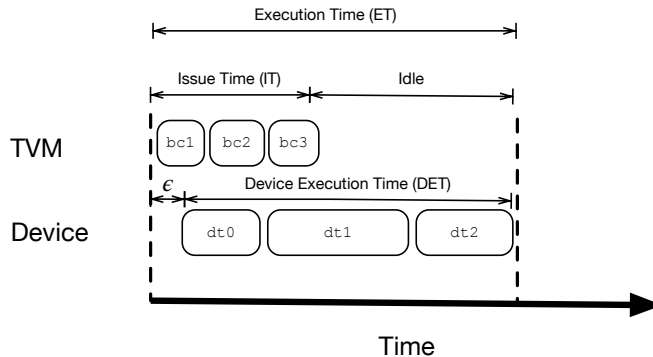 Execution Time (ET)
Issue Time (IT) Idle
TVM bc1 bc2 bc3
ϵ Device Execution Time (DET)
Device dt0 dt1 dt2
Time